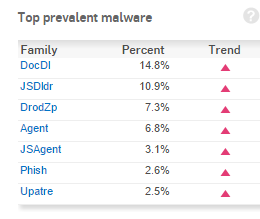 Top prevalent malware ?
Family Percent Trend
DocDl 14.8%
JSDldr 10.9%
DrodZp 7.3%
Agent 6.8%
JSAgent 3.1%
Phish 2.6%
Upatre 2.5%